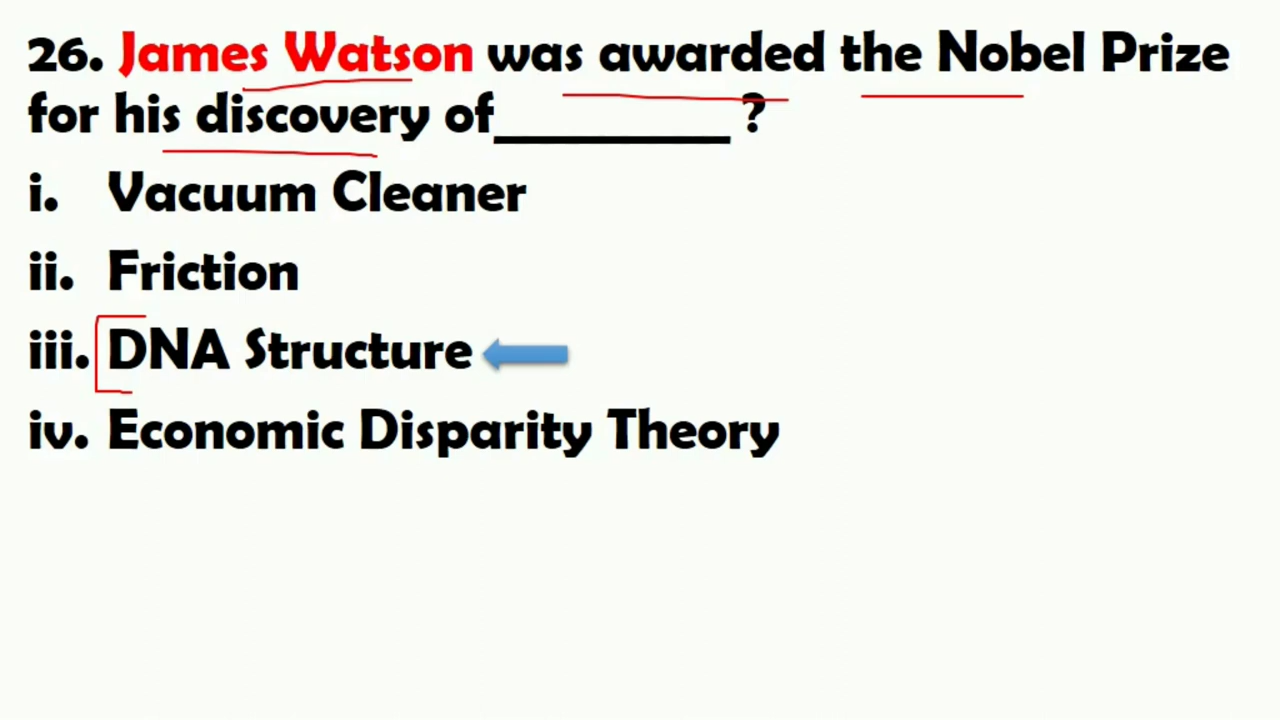 26. James Watson was awarded the Nobel Prize
for his discovery of_________ ?
i. Vacuum Cleaner
ii. Friction
iii. DNA Structure
iv. Economic Disparity Theory